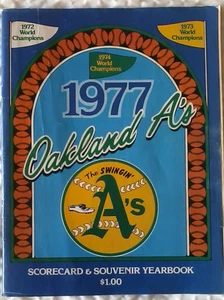 1972
World
Champions
1974
World
Champions
1973
World
Champions
1977
Oakland A's
The SWINGIN'
A's
SCORECARD & SOUVENIR YEARBOOK
$1.00